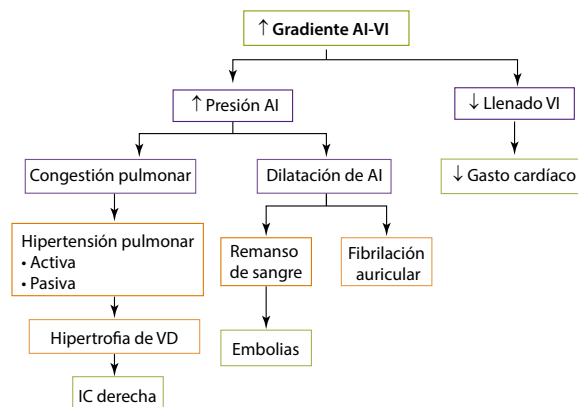 ↑ Gradiente AI-VI
↑ Presión AI
↓ Llenado VI
Congestión pulmonar
Dilatación de AI
↓ Gasto cardíaco
Hipertensión pulmonar
• Activa
• Pasiva
Remanso
de sangre
Fibrilación
auricular
Hipertrofia de VD
Embolias
IC derecha